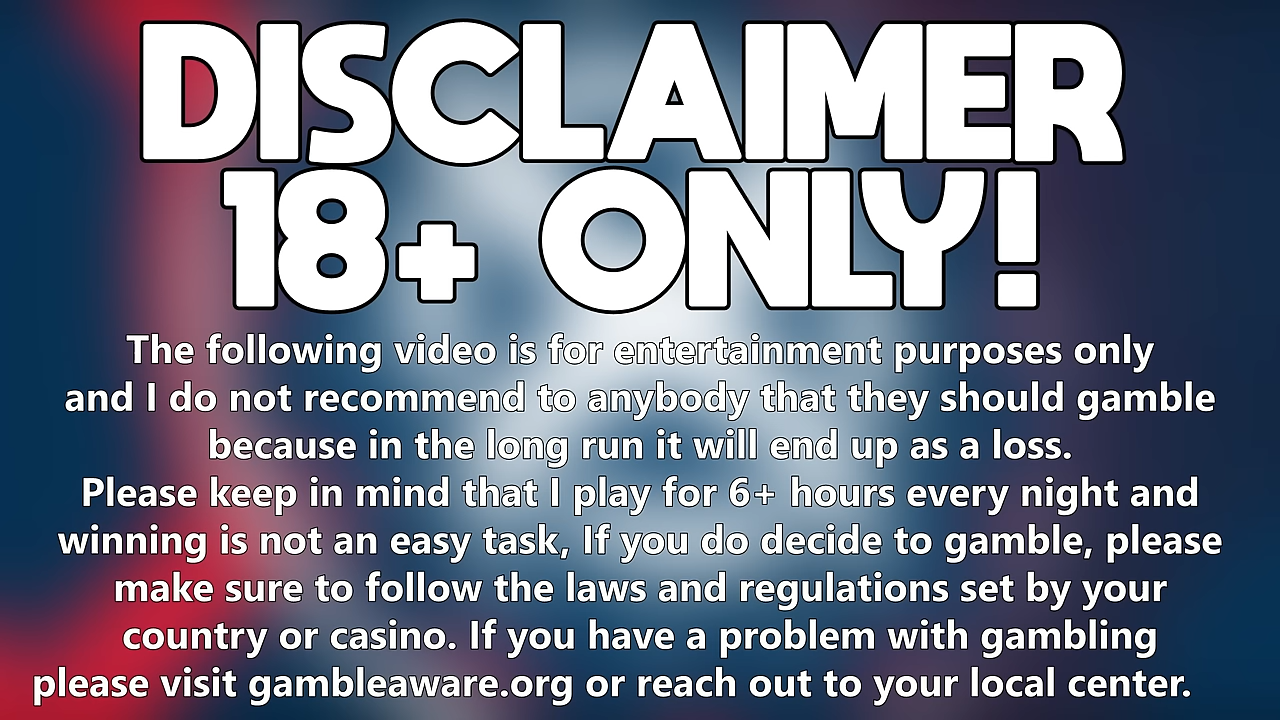 DISCLAIMER
18+ ONLY!
The following video is for entertainment purposes only
and I do not recommend to anybody that they should gamble
because in the long run it will end up as a loss.
Please keep in mind that I play for 6+ hours every night and
winning is not an easy task, If you do decide to gamble, please
make sure to follow the laws and regulations set by your
country or casino. If you have a problem with gambling
please visit gambleaware.org or reach out to your local center.